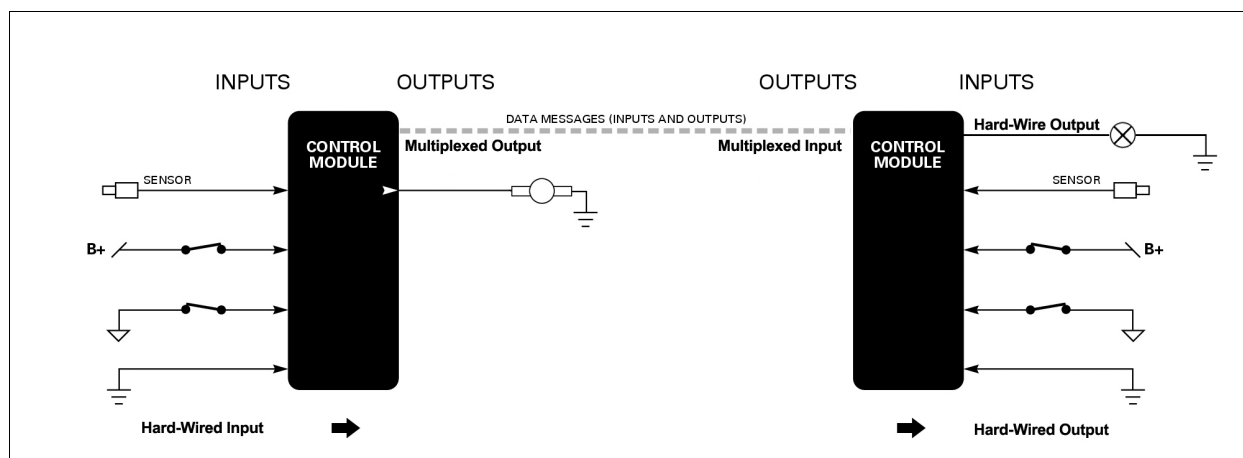 INPUTS OUTPUTS OUTPUTS INPUTS
DATA MESSAGES (INPUTS AND OUTPUTS)
CONTROL
MODULE
Multiplexed Output
Multiplexed Input
CONTROL
MODULE
Hard-Wire Output
SENSOR
SENSOR
B+
B+
Hard-Wired Input
Hard-Wired Output